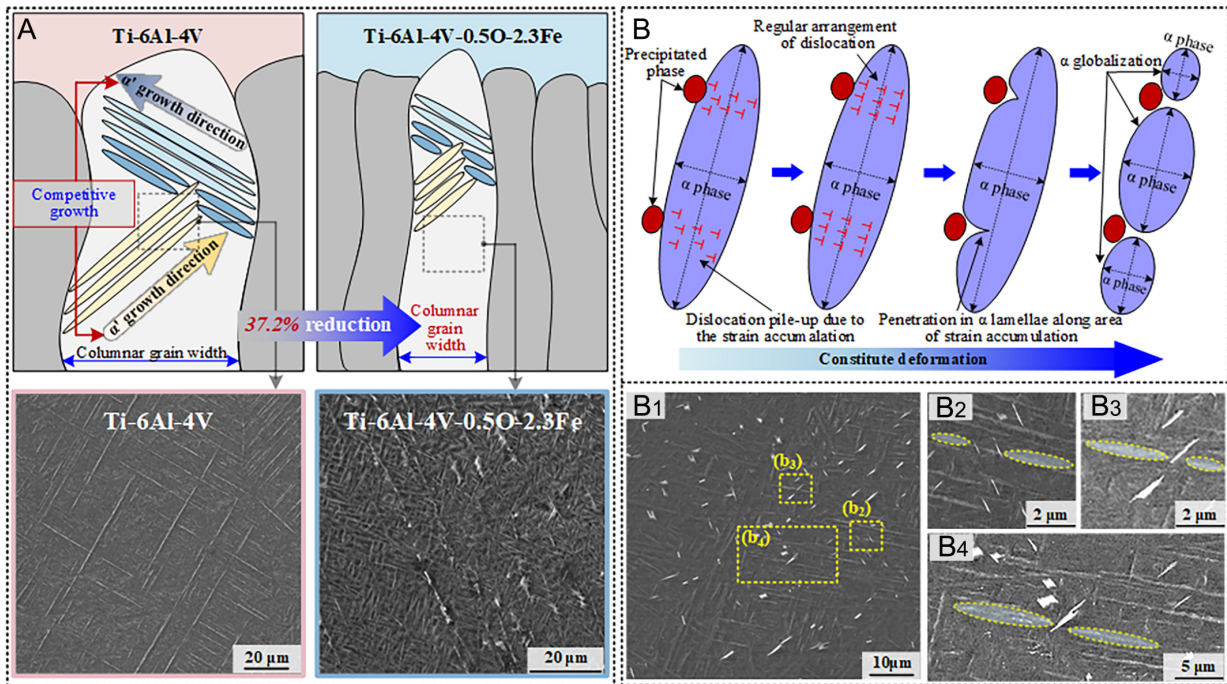 A
Ti-6Al-4V
Ti-6Al-4V-0.5O-2.3Fe
α' growth direction
Competitive
growth
α' growth direction
37.2% reduction
Columnar
grain
width
Columnar grain width
Ti-6Al-4V
20 μm
Ti-6Al-4V-0.5O-2.3Fe
20 μm
B
Precipitated
phase
Regular arrangement
of dislocation
α phase
α globalization
α phase
α phase
α phase
α phase
α phase
Dislocation pile-up due to
the strain accumalation
Penetration in α lamellae along area
of strain accumulation
Constitute deformation
B1
(b3)
(b2)
(b4)
10μm
B2
2 μm
B3
2 μm
B4
5 μm